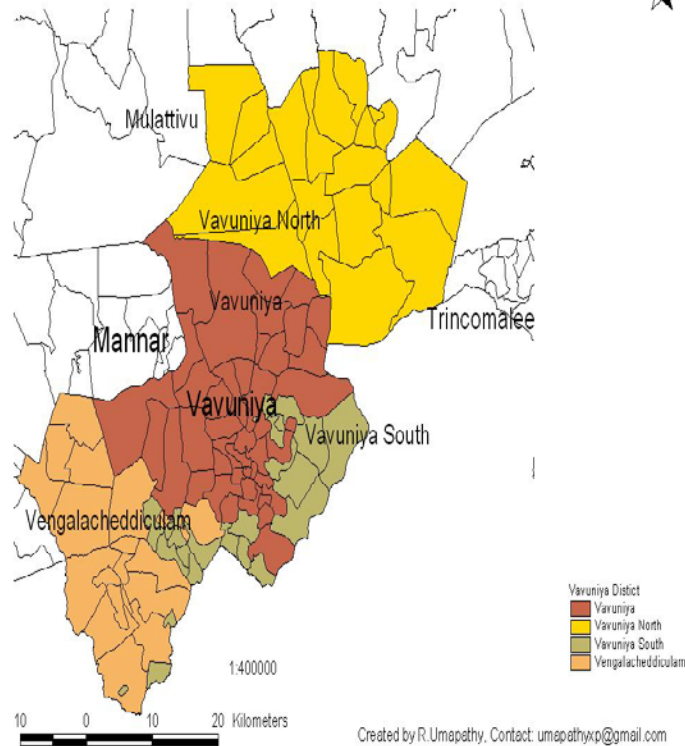 Mulattivu
Vavuniya North
Vavuniya
Trincomalee
Mannar
Vavuniya
Vavuniya South
Vengalacheddiculam
1:400000
Vavuniya Distict
Vavuniya
Vavuniya North
Vavuniya South
Vengalacheddiculam
10 0 10 20 Kilometers
Created by R.Umapathy, Contact: umapathyxp@gmail.com